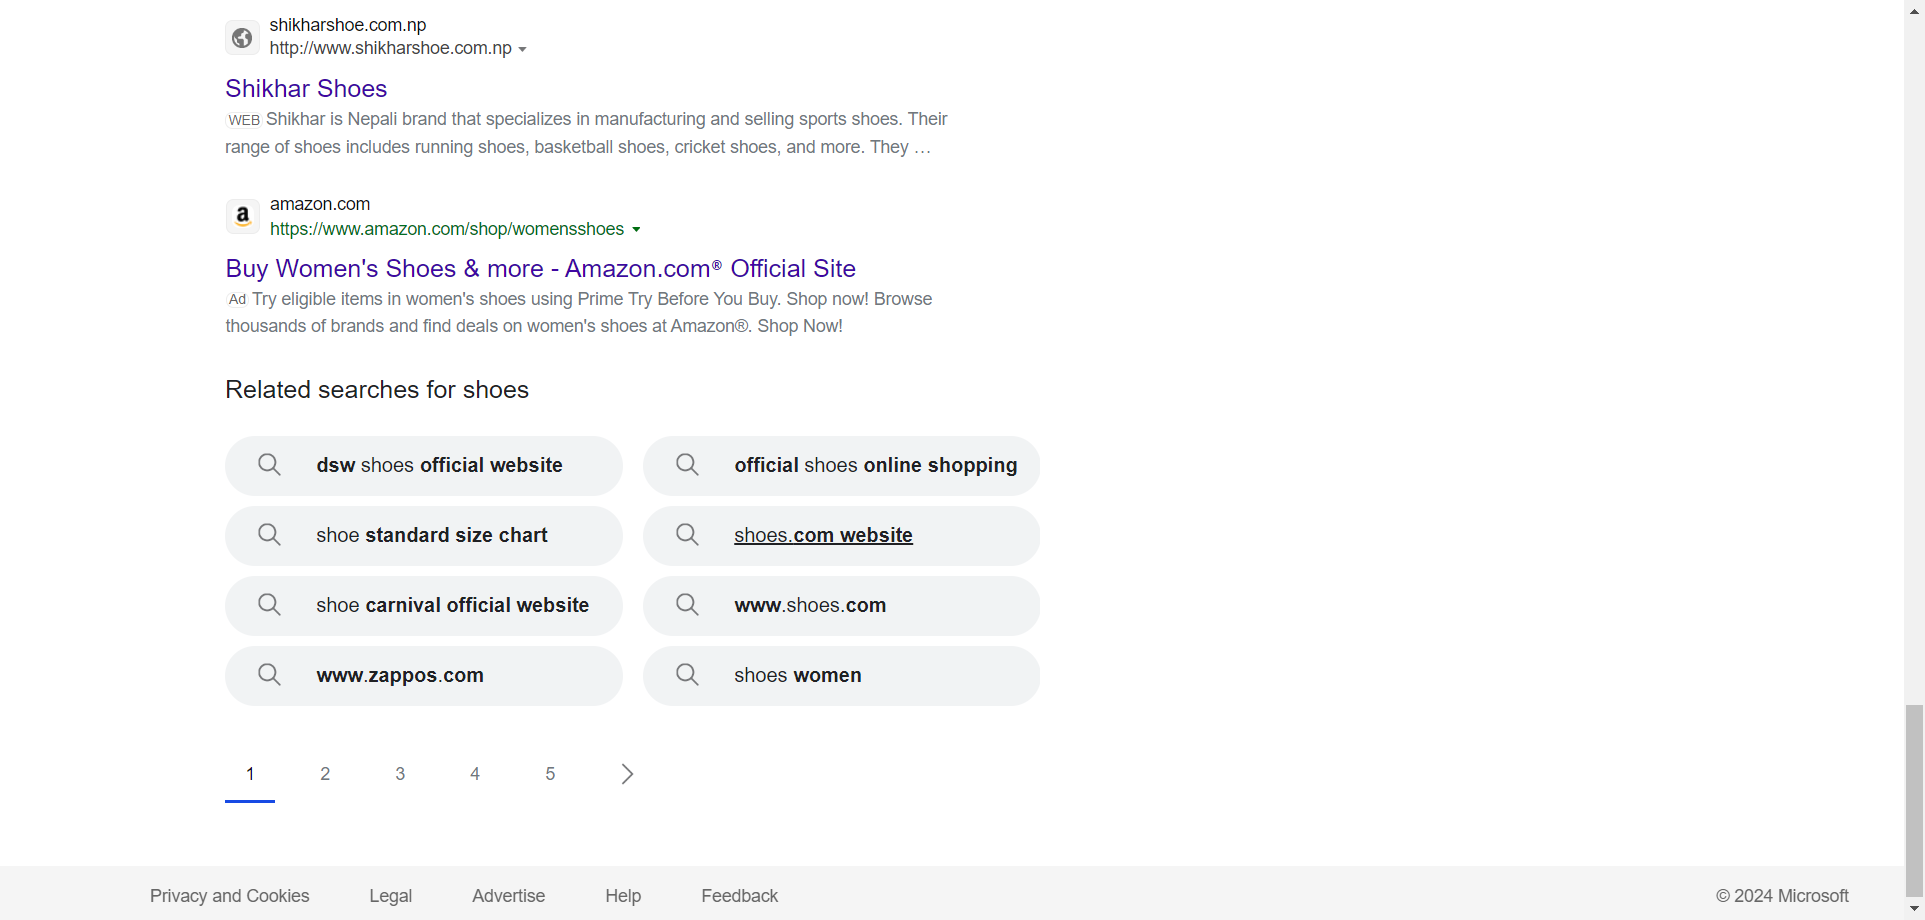 shikharshoe.com.np
http://www.shikharshoe.com.np
Shikhar Shoes
WEB Shikhar is Nepali brand that specializes in manufacturing and selling sports shoes. Their
range of shoes includes running shoes, basketball shoes, cricket shoes, and more. They …
a
amazon.com
https://www.amazon.com/shop/womensshoes
Buy Women's Shoes & more - Amazon.com® Official Site
Ad Try eligible items in women's shoes using Prime Try Before You Buy. Shop now! Browse
thousands of brands and find deals on women's shoes at Amazon®. Shop Now!
Related searches for shoes
dsw shoes official website
official shoes online shopping
shoe standard size chart
shoes.com website
shoe carnival official website
www.shoes.com
www.zappos.com
shoes women
1 2 3 4 5
Privacy and Cookies Legal Advertise Help Feedback © 2024 Microsoft